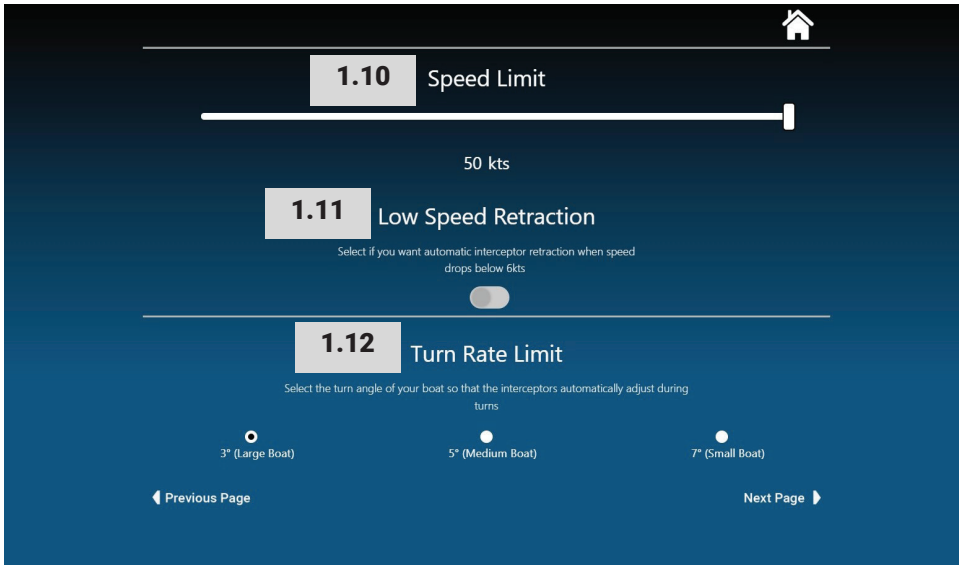 1.10 Speed Limit
50 kts
1.11 Low Speed Retraction
Select if you want automatic interceptor retraction when speed
drops below 6kts
1.12 Turn Rate Limit
Select the turn angle of your boat so that the interceptors automatically adjust during
turns
3° (Large Boat) 5° (Medium Boat) 7° (Small Boat)
Previous Page Next Page